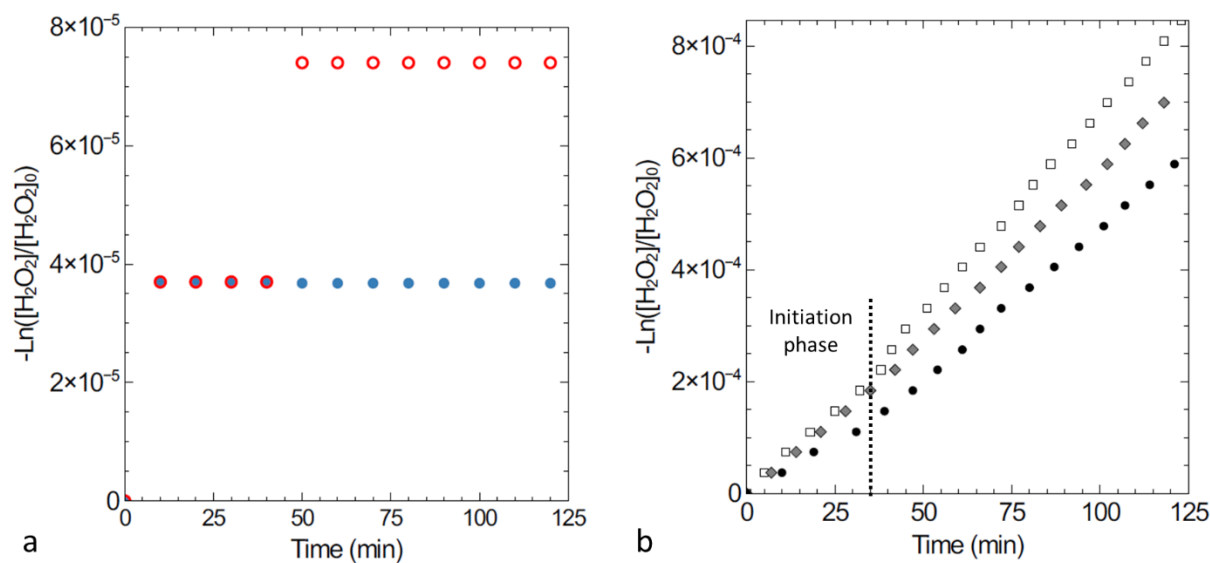 8×10⁻⁵
6×10⁻⁵
4×10⁻⁵
2×10⁻⁵
0
0 25 50 75 100 125
-Ln([H₂O₂]/[H₂O₂]₀)
Time (min)
a
8×10⁻⁴
6×10⁻⁴
4×10⁻⁴
2×10⁻⁴
0
0 25 50 75 100 125
-Ln([H₂O₂]/[H₂O₂]₀)
Initiation
phase
Time (min)
b